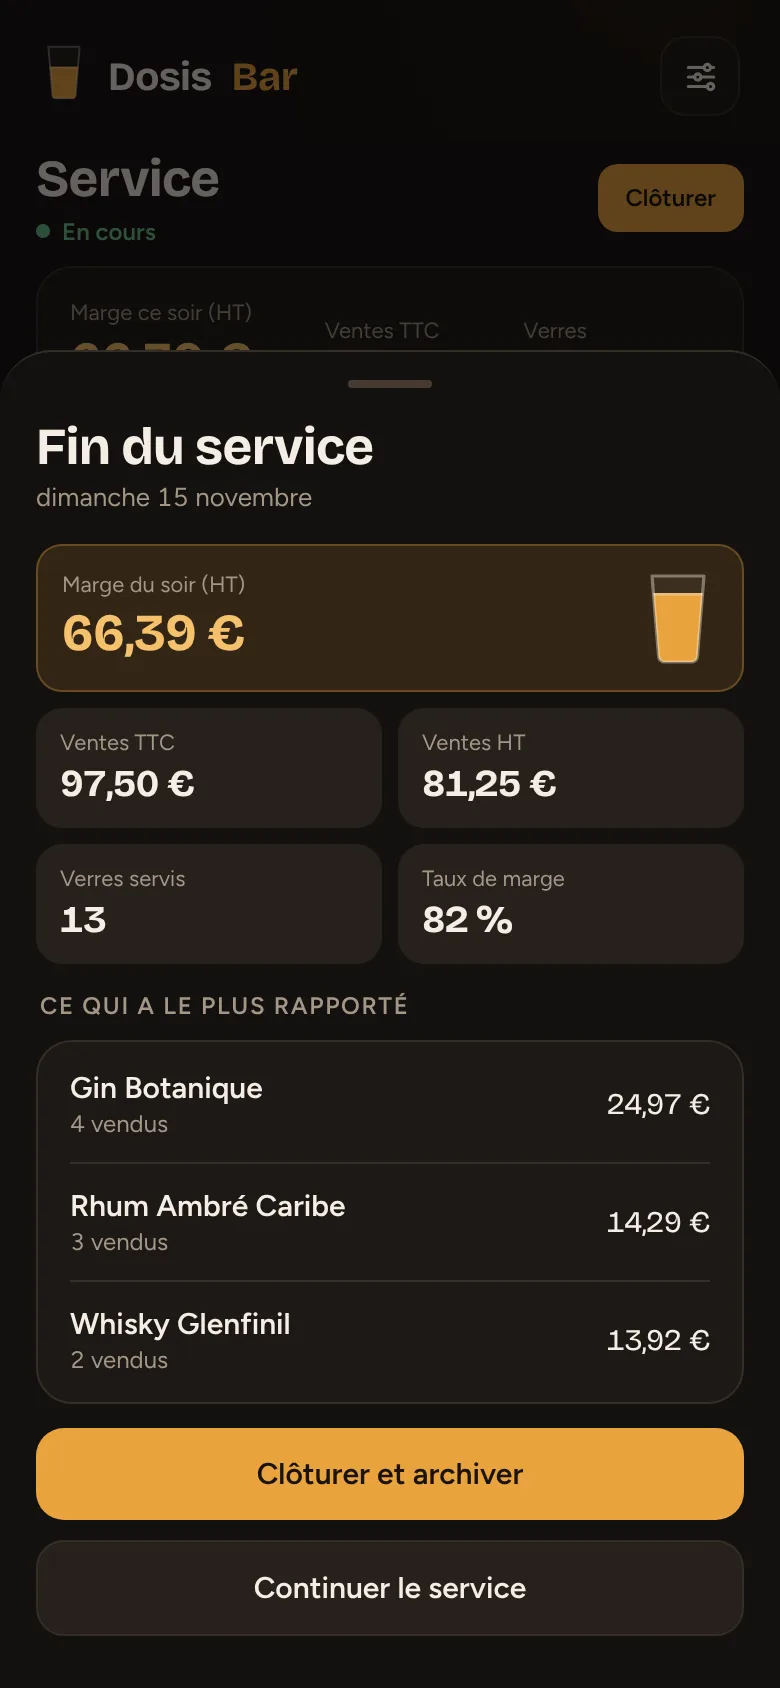 Dosis Bar
Service
Clôturer
En cours
Marge ce soir (HT)
Ventes TTC
Verres
Fin du service
dimanche 15 novembre
Marge du soir (HT)
66,39 €
Ventes TTC
97,50 €
Ventes HT
81,25 €
Verres servis
13
Taux de marge
82 %
CE QUI A LE PLUS RAPPORTÉ
Gin Botanique
4 vendus
24,97 €
Rhum Ambré Caribe
3 vendus
14,29 €
Whisky Glenfinil
2 vendus
13,92 €
Clôturer et archiver
Continuer le service